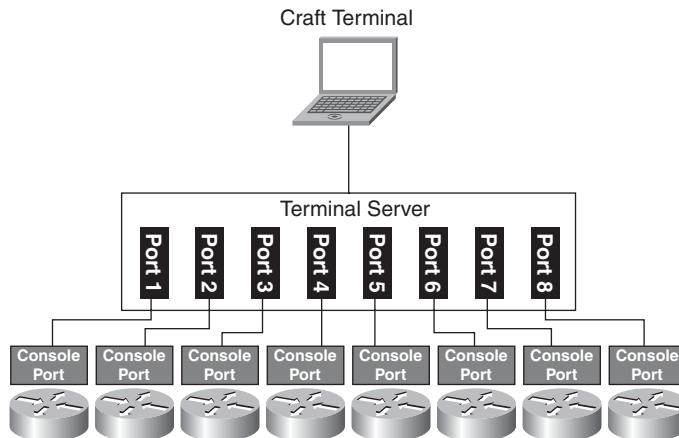 Craft Terminal
Terminal Server
Port 1
Port 2
Port 3
Port 4
Port 5
Port 6
Port 7
Port 8
Console
Port
Console
Port
Console
Port
Console
Port
Console
Port
Console
Port
Console
Port
Console
Port